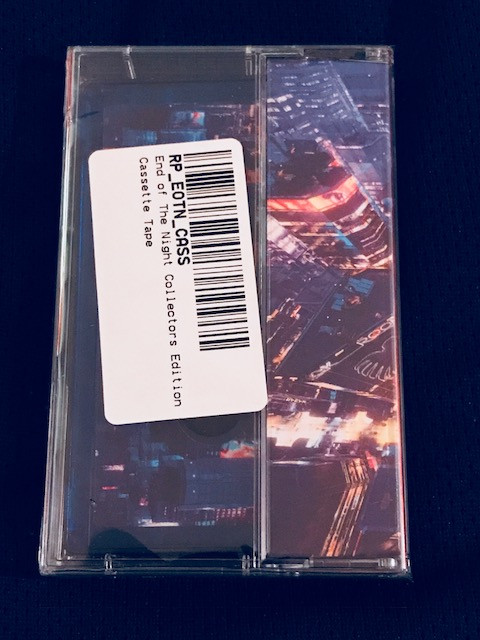 RP_EOTN_CASS
End of The Night Collectors Edition
Cassette Tape